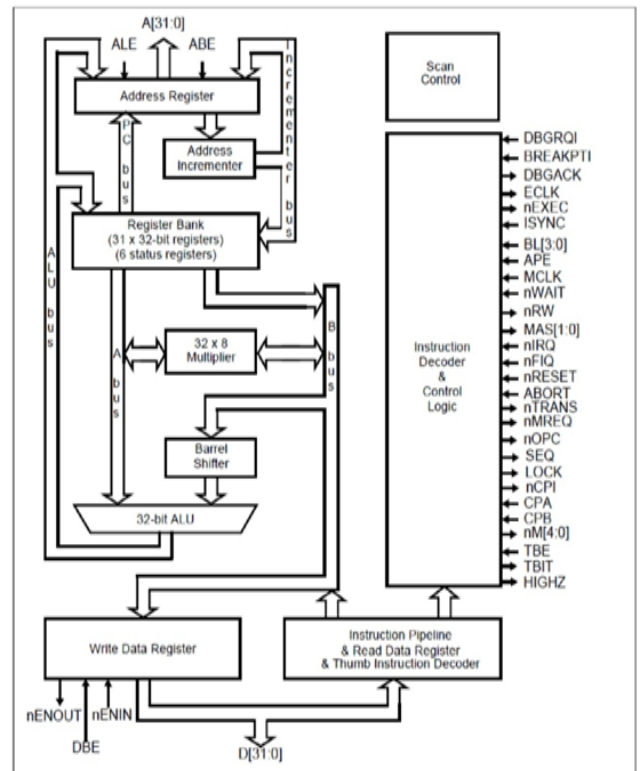 A[31:0]
ALE
ABE
Address Register
Address
Incrementer
Incrementer bus
PC bus
Register Bank
(31 x 32-bit registers)
(6 status registers)
ALU bus
A bus
32 x 8
Multiplier
B bus
Barrel
Shifter
32-bit ALU
Write Data Register
Instruction Pipeline
& Read Data Register
& Thumb Instruction Decoder
nENOUT
nENIN
DBE
D[31:0]
Scan
Control
Instruction
Decoder
&
Control
Logic
DBGRQI
BREAKPTI
DBGACK
ECLK
nEXEC
ISYNC
BL[3:0]
APE
MCLK
nWAIT
nRW
MAS[1:0]
nIRQ
nFIQ
nRESET
ABORT
nTRANS
nMREQ
nOPC
SEQ
LOCK
nCPI
CPA
CPB
nM[4:0]
TBE
TBIT
HIGHZ